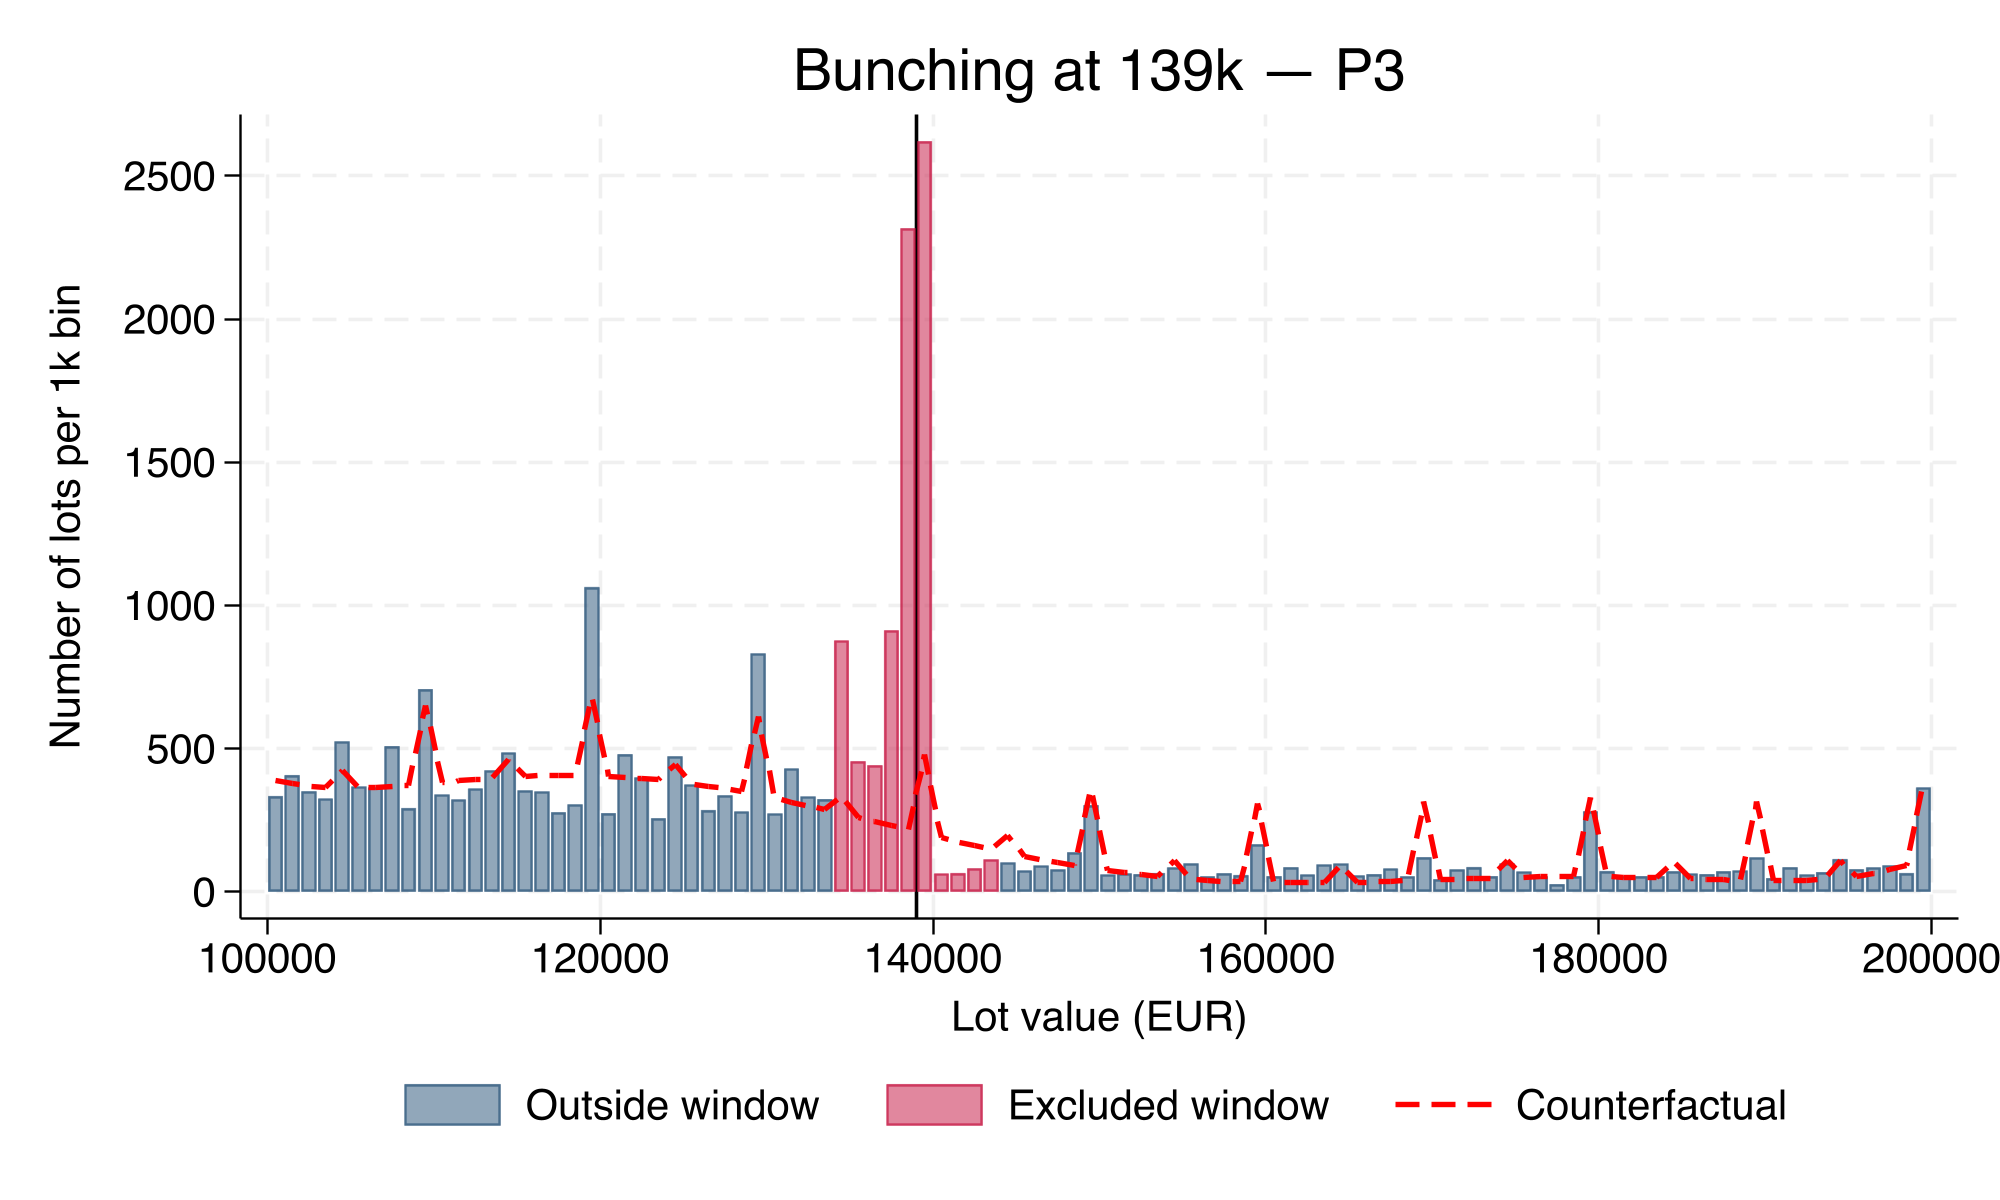 Bunching at 139k — P3
Number of lots per 1k bin
2500
2000
1500
1000
500
0
100000 120000 140000 160000 180000 200000
Lot value (EUR)
Outside window Excluded window Counterfactual